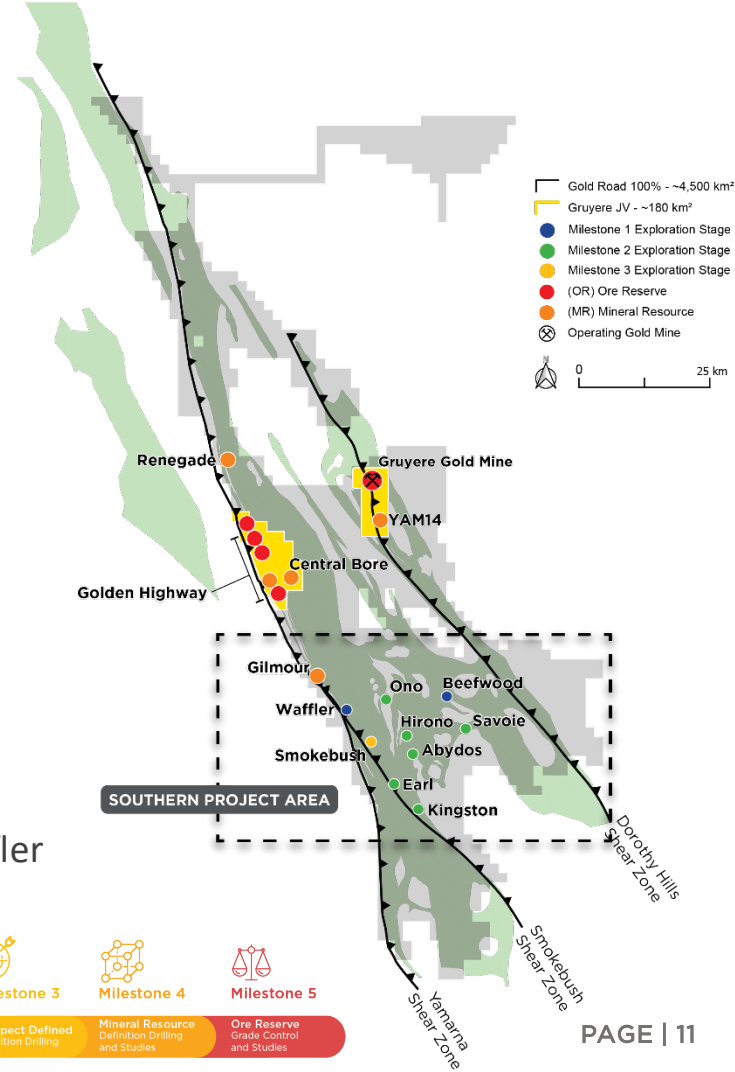 Gold Road 100% - ~4,500 km²
Gruyere JV - ~180 km²
Milestone 1 Exploration Stage
Milestone 2 Exploration Stage
Milestone 3 Exploration Stage
(OR) Ore Reserve
(MR) Mineral Resource
Operating Gold Mine
N
0
25 km
Renegade
Gruyere Gold Mine
YAM14
Central Bore
Golden Highway
Gilmour
Ono
Beefwood
Waffler
Hirono
Savoie
Smokebush
Abydos
Earl
Kingston
SOUTHERN PROJECT AREA
Dorothy Hills
Shear Zone
Smokebush
Shear Zone
Yamarna
Shear Zone
ler
estone 3
Milestone 4
Milestone 5
pect Defined
ition Drilling
Mineral Resource
Definition Drilling
and Studies
Ore Reserve
Grade Control
and Studies
PAGE | 11